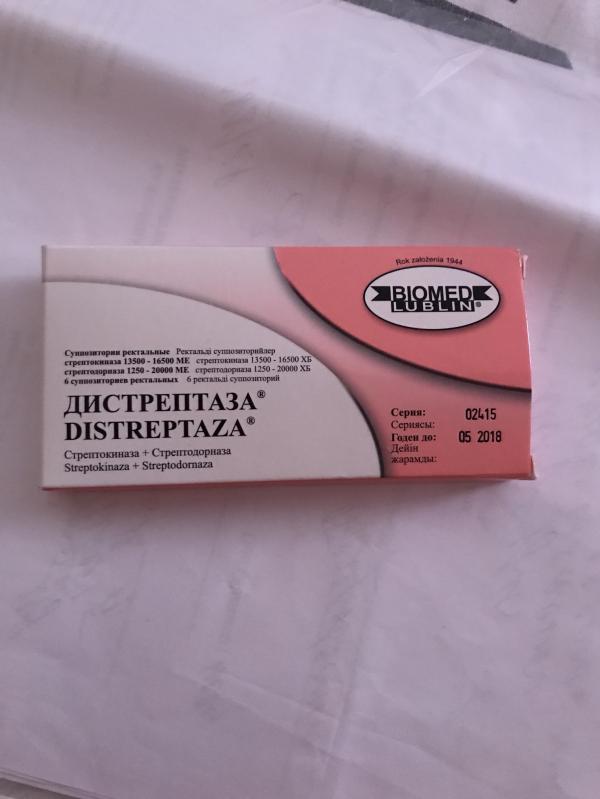 Rok założenia 1944
BIOMED
LUBLIN®
Суппозитории ректальные Ректальді суппозиторийлер
стрептокиназа 13500 - 16500 МЕ стрептокиназа 13500 - 16500 ХБ
стрептодорназа 1250 - 20000 МЕ стрептодорназа 1250 - 20000 ХБ
6 суппозиториев ректальных 6 ректальді суппозиторий
ДИСТРЕПТАЗА®
DISTREPTAZA®
Стрептокиназа + Стрептодорназа
Streptokinaza + Streptodornaza
Серия: 02415
Сериясы:
Годен до: 05 2018
Дейін
жарамды: